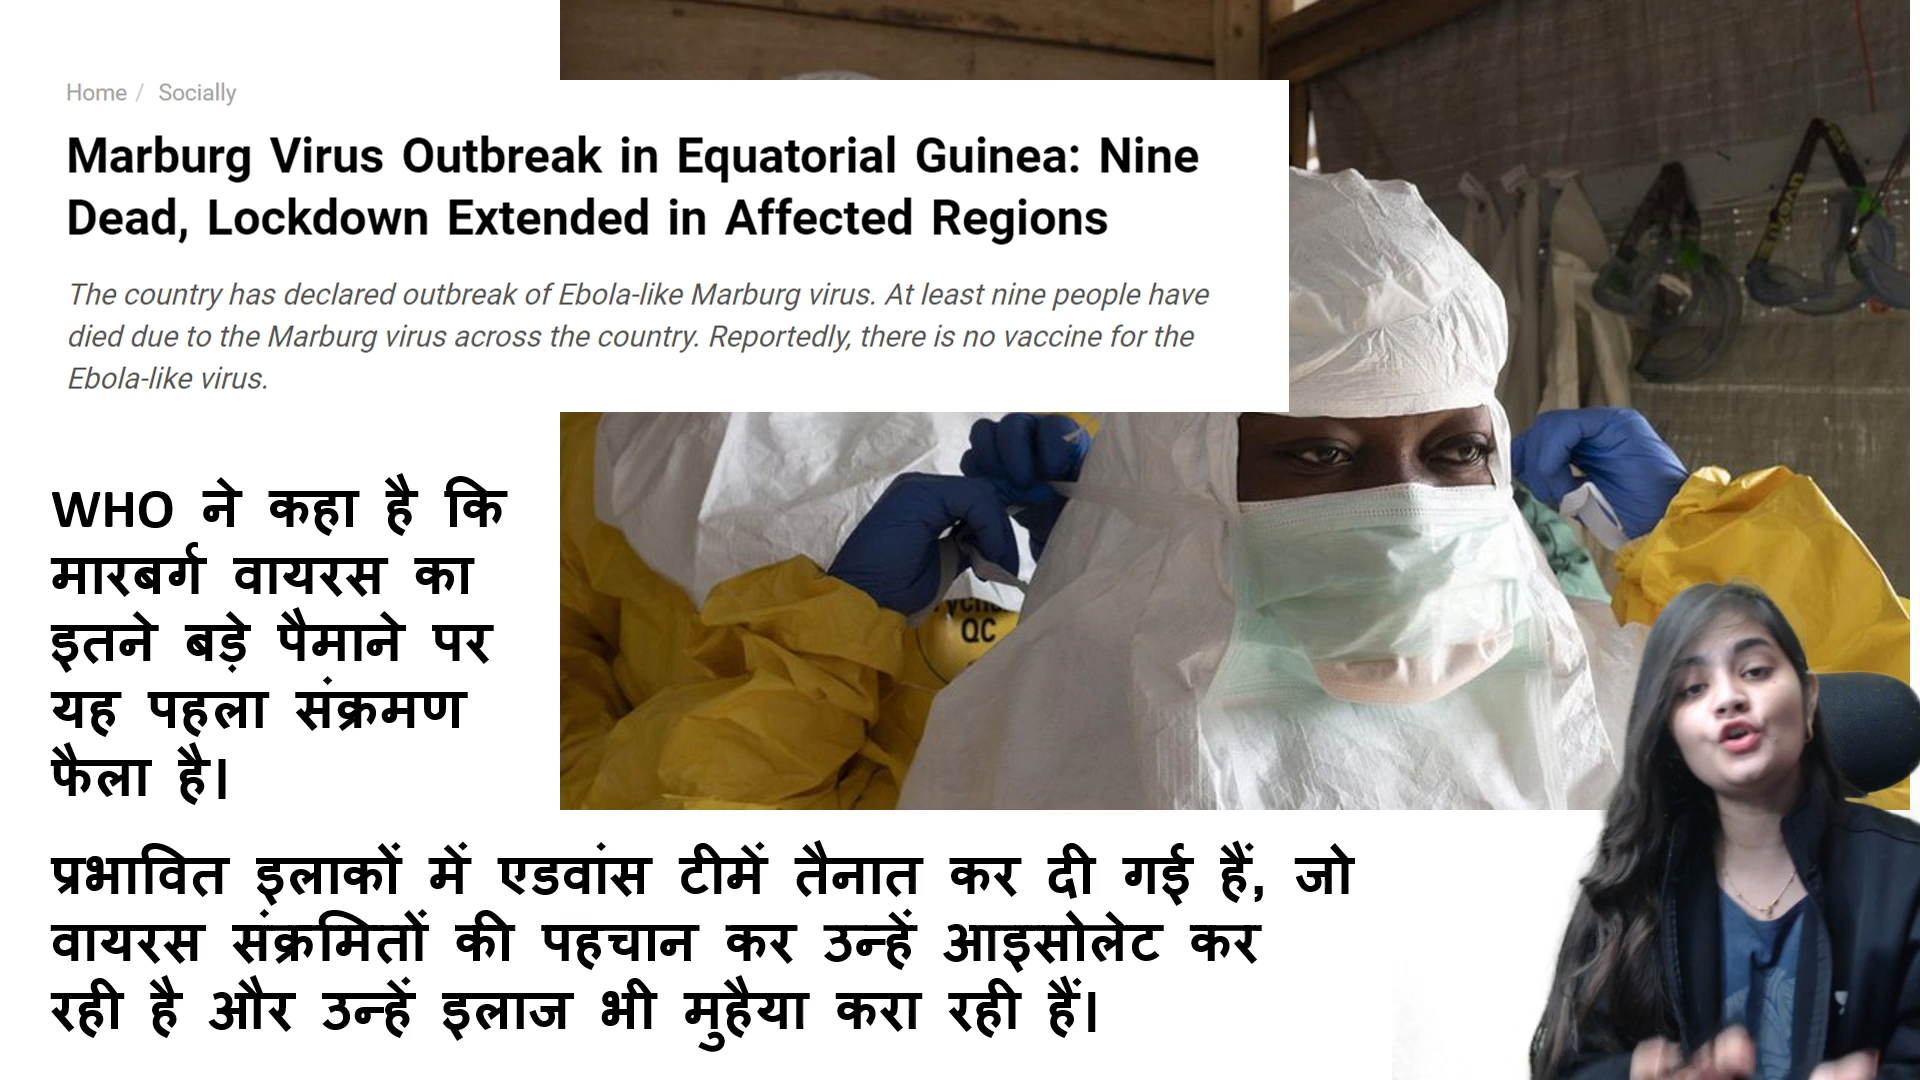 Home / Socially
Marburg Virus Outbreak in Equatorial Guinea: Nine
Dead, Lockdown Extended in Affected Regions
The country has declared outbreak of Ebola-like Marburg virus. At least nine people have
died due to the Marburg virus across the country. Reportedly, there is no vaccine for the
Ebola-like virus.
WHO ने कहा है कि
मारबर्ग वायरस का
इतने बड़े पैमाने पर
यह पहला संक्रमण
फैला है।
QC
प्रभावित इलाकों में एडवांस टीमें तैनात कर दी गई हैं, जो
वायरस संक्रमितों की पहचान कर उन्हें आइसोलेट कर
रही है और उन्हें इलाज भी मुहैया करा रही हैं।